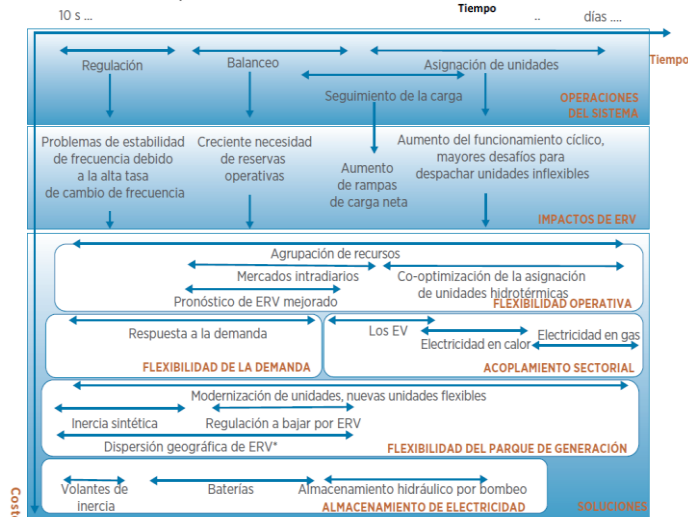 Tiempo
10 s ...
..
días ....
Tiempo
Regulación
Balanceo
Asignación de unidades
Seguimiento de la carga
OPERACIONES
DEL SISTEMA
Problemas de estabilidad
de frecuencia debido
a la alta tasa
de cambio de frecuencia
Creciente necesidad
de reservas
operativas
Aumento
de rampas
de carga neta
Aumento del funcionamiento cíclico,
mayores desafíos para
despachar unidades inflexibles
IMPACTOS DE ERV
Agrupación de recursos
Mercados intradiarios
Co-optimización de la asignación
de unidades hidrotérmicas
Pronóstico de ERV mejorado
FLEXIBILIDAD OPERATIVA
Respuesta a la demanda
FLEXIBILIDAD DE LA DEMANDA
Los EV
Electricidad en calor
Electricidad en gas
ACOPLAMIENTO SECTORIAL
Modernización de unidades, nuevas unidades flexibles
Inercia sintética
Regulación a bajar por ERV
Dispersión geográfica de ERV*
FLEXIBILIDAD DEL PARQUE DE GENERACIÓN
Volantes de
inercia
Baterías
Almacenamiento hidráulico por bombeo
ALMACENAMIENTO DE ELECTRICIDAD
SOLUCIONES